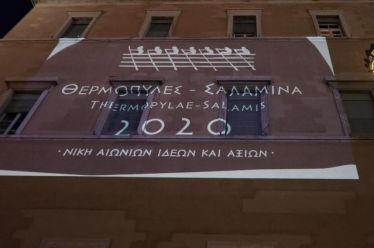 ΘΕΡΜΟΠΥΛΕΣ - ΣΑΛΑΜΙΝΑ
THERMOPYLAE-SALAMIS
2020
· ΝΙΚΗ ΑΙΩΝΙΩΝ ΙΔΕΩΝ ΚΑΙ ΑΞΙΩΝ ·